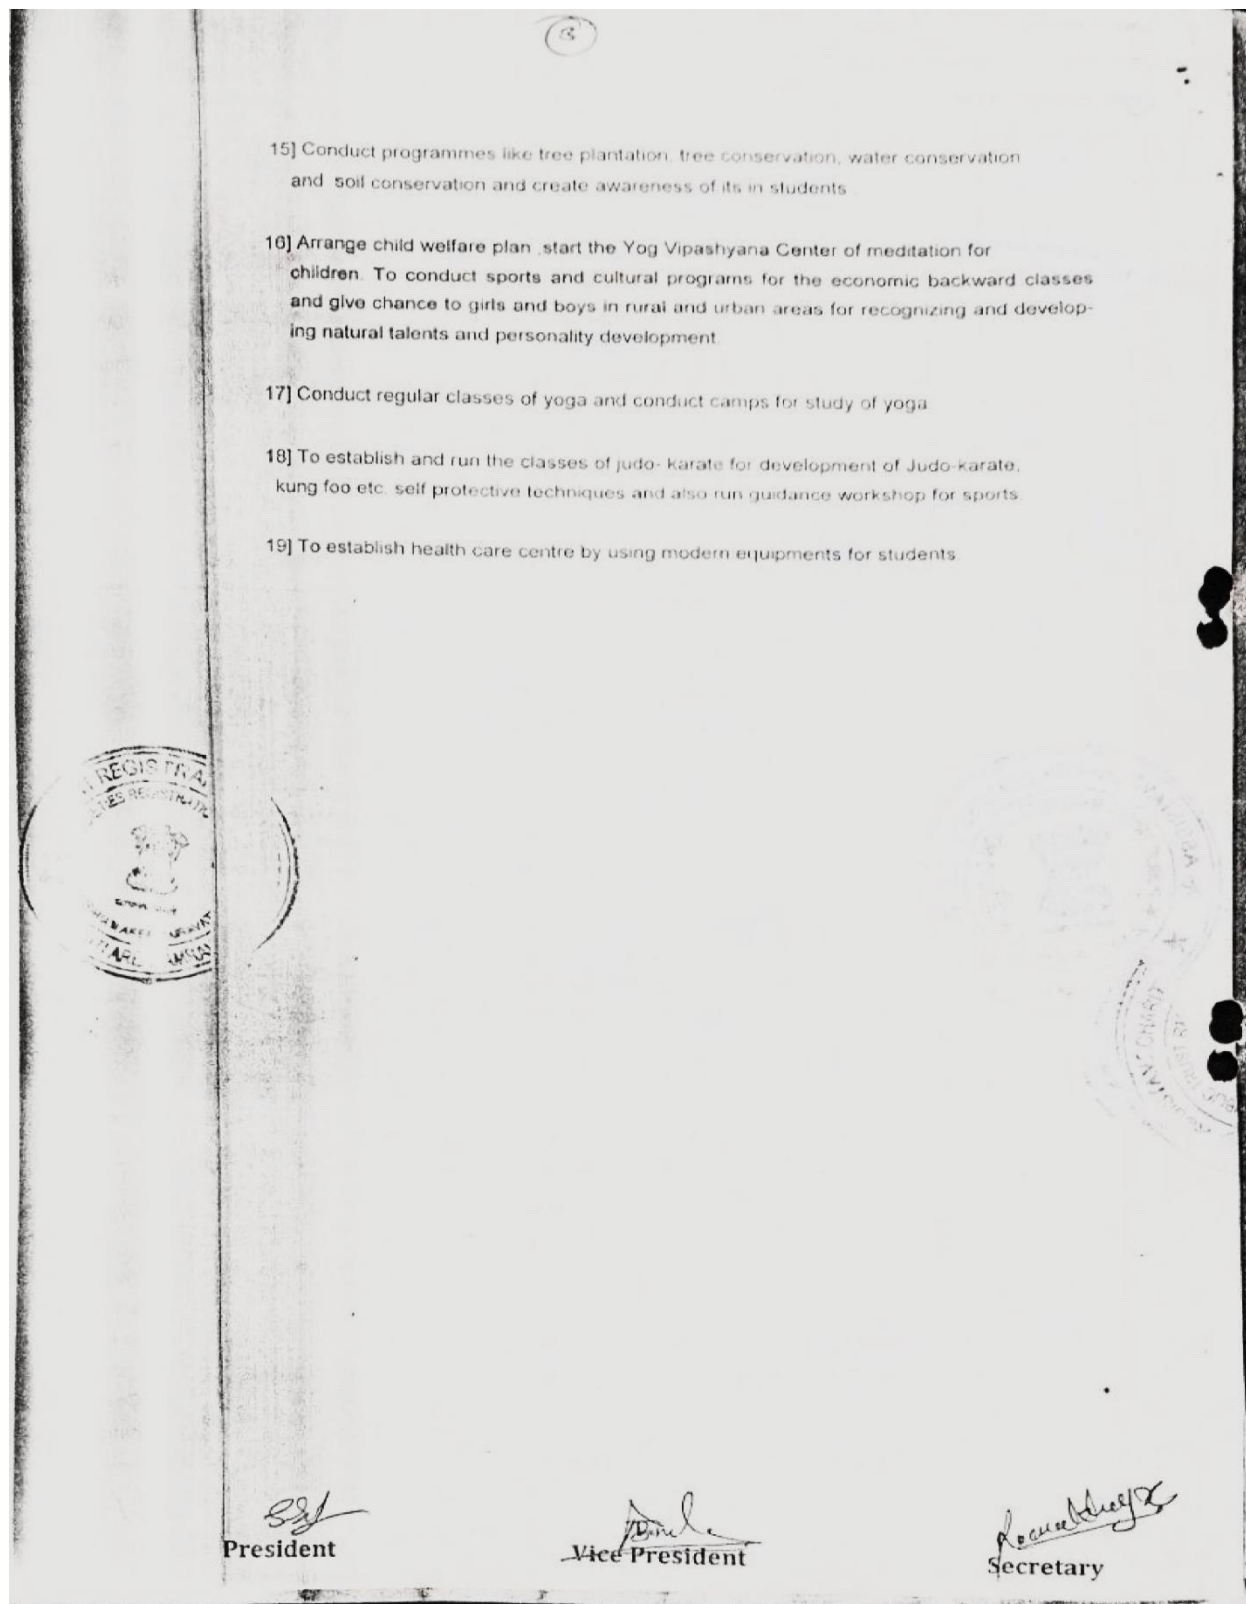 3
15] Conduct programmes like tree plantation, tree conservation, water conservation
and soil conservation and create awareness of its in students
16] Arrange child welfare plan ,start the Yog Vipashyana Center of meditation for
children. To conduct sports and cultural programs for the economic backward classes
and give chance to girls and boys in rural and urban areas for recognizing and develop-
ing natural talents and personality development
17] Conduct regular classes of yoga and conduct camps for study of yoga
18] To establish and run the classes of judo- karate for development of Judo-karate,
kung foo etc. self protective techniques and also run guidance workshop for sports
19] To establish health care centre by using modern equipments for students
President
Vice President
Secretary